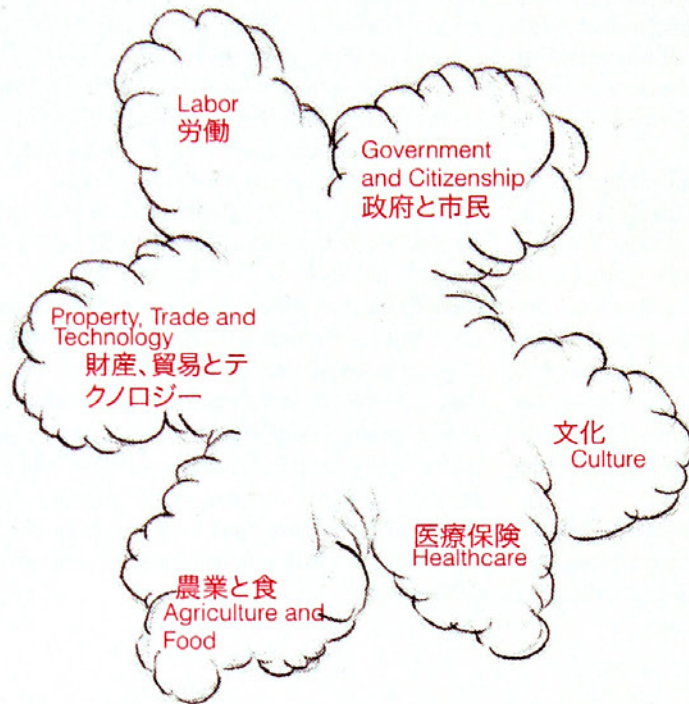 Labor
労働
Government
and Citizenship
政府と市民
Property, Trade and
Technology
財産、貿易とテ
クノロジー
文化
Culture
医療保険
Healthcare
農業と食
Agriculture and
Food